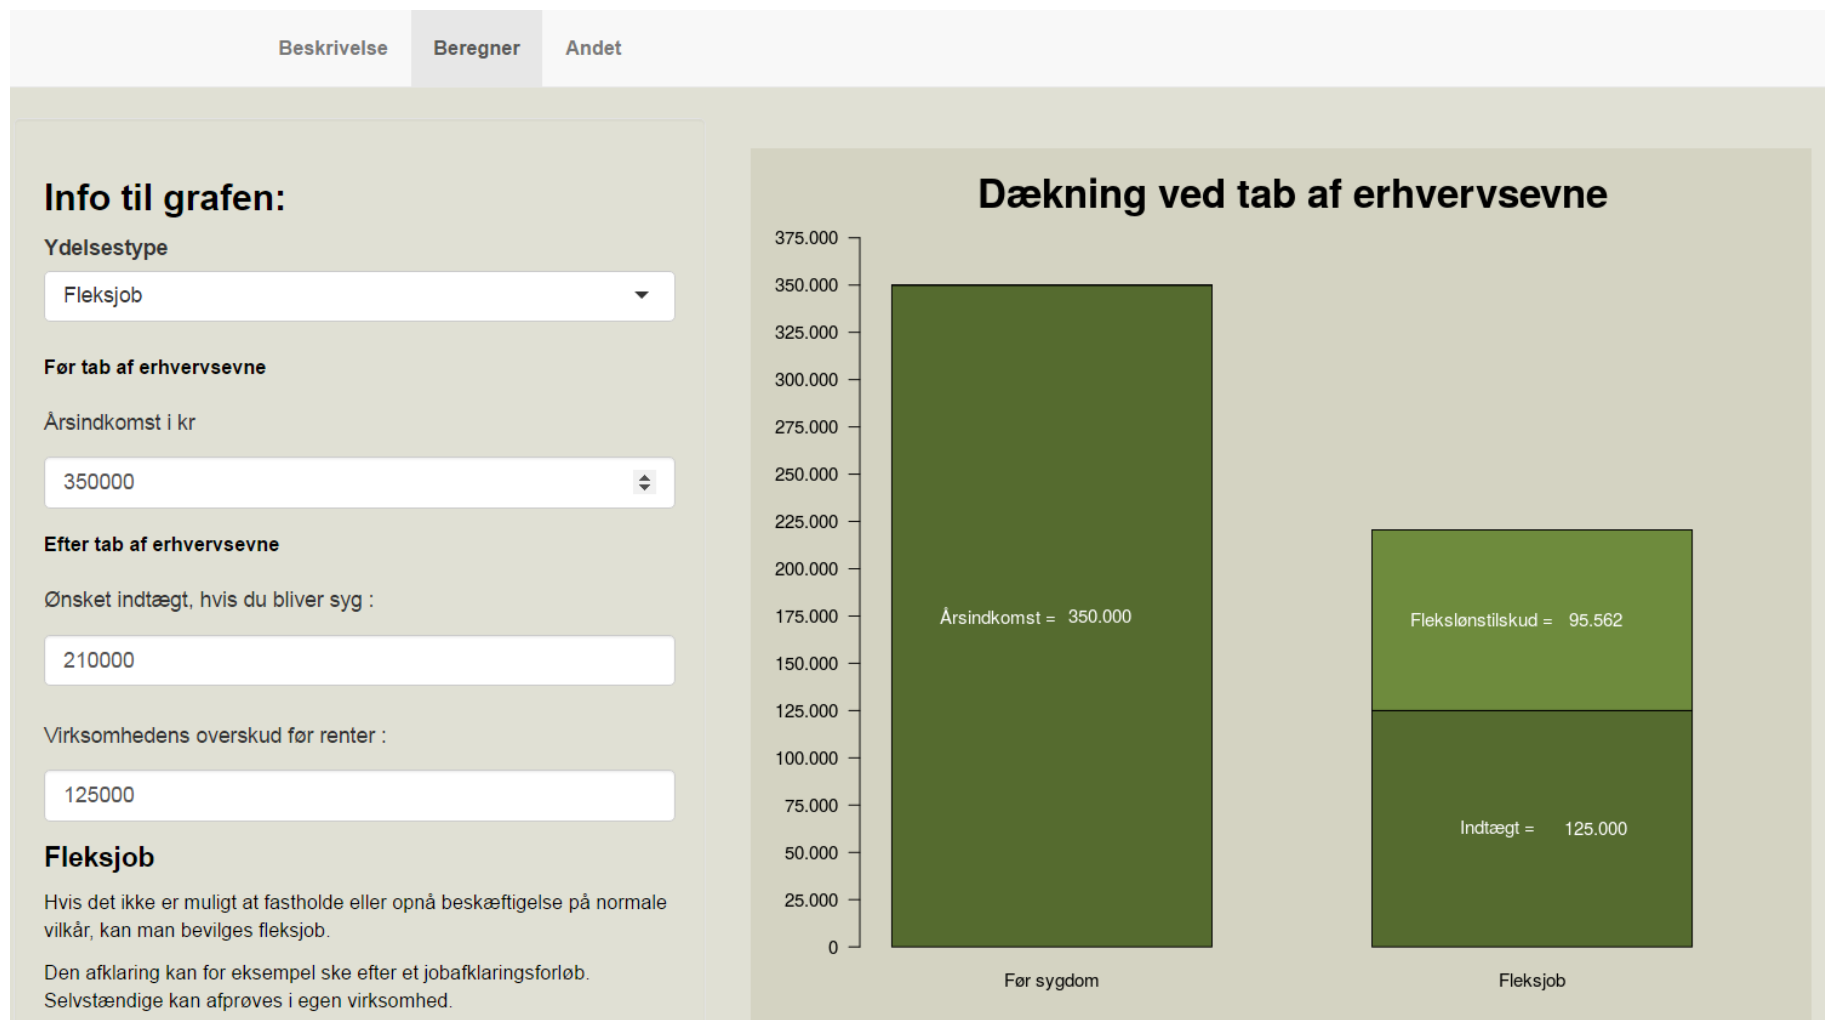 Beskrivelse Beregner Andet
Info til grafen:
Ydelsestype
Fleksjob
Før tab af erhvervsevne
Årsindkomst i kr
350000
Efter tab af erhvervsevne
Ønsket indtægt, hvis du bliver syg :
210000
Virksomhedens overskud før renter :
125000
Fleksjob
Hvis det ikke er muligt at fastholde eller opnå beskæftigelse på normale
vilkår, kan man bevilges fleksjob.
Den afklaring kan for eksempel ske efter et jobafklaringsforløb.
Selvstændige kan afprøves i egen virksomhed.
Dækning ved tab af erhvervsevne
375.000
350.000
325.000
300.000
275.000
250.000
225.000
200.000
175.000
150.000
125.000
100.000
75.000
50.000
25.000
0
Årsindkomst = 350.000
Flekslønstilskud = 95.562
Indtægt = 125.000
Før sygdom
Fleksjob